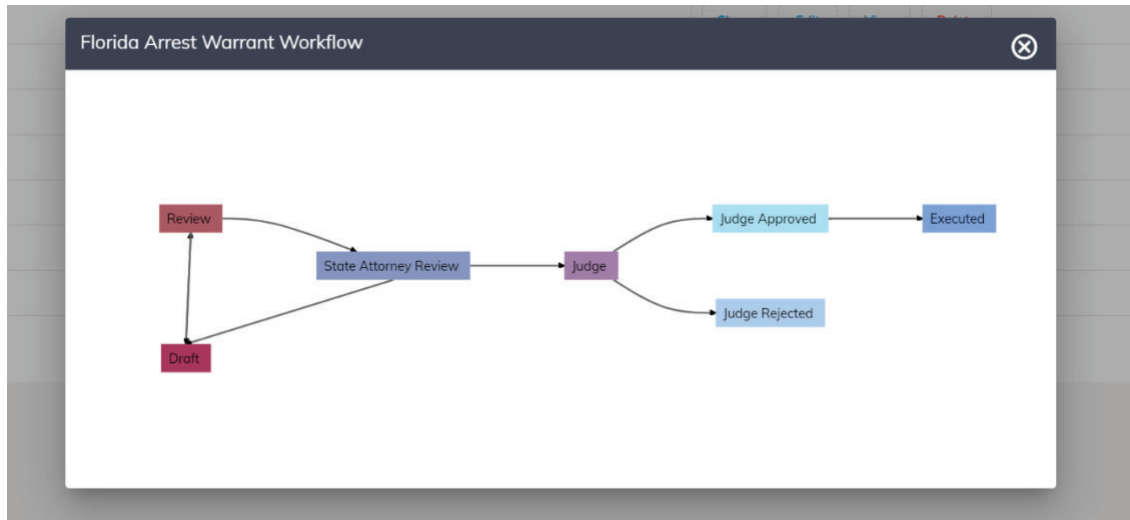 Florida Arrest Warrant Workflow
Review
Judge Approved
Executed
State Attorney Review
Judge
Judge Rejected
Draft